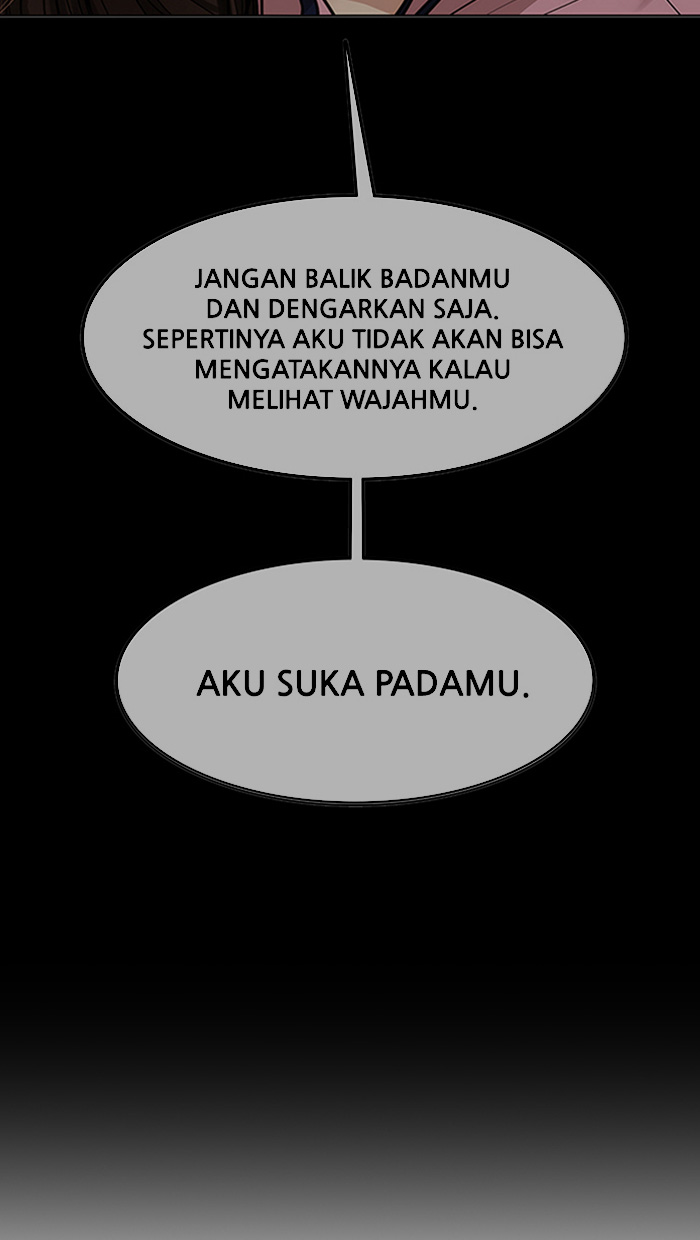 JANGAN BALIK BADANMU
DAN DENGARKAN SAJA.
SEPERTINYA AKU TIDAK AKAN BISA
MENGATAKANNYA KALAU
MELIHAT WAJAHMU.
AKU SUKA PADAMU.